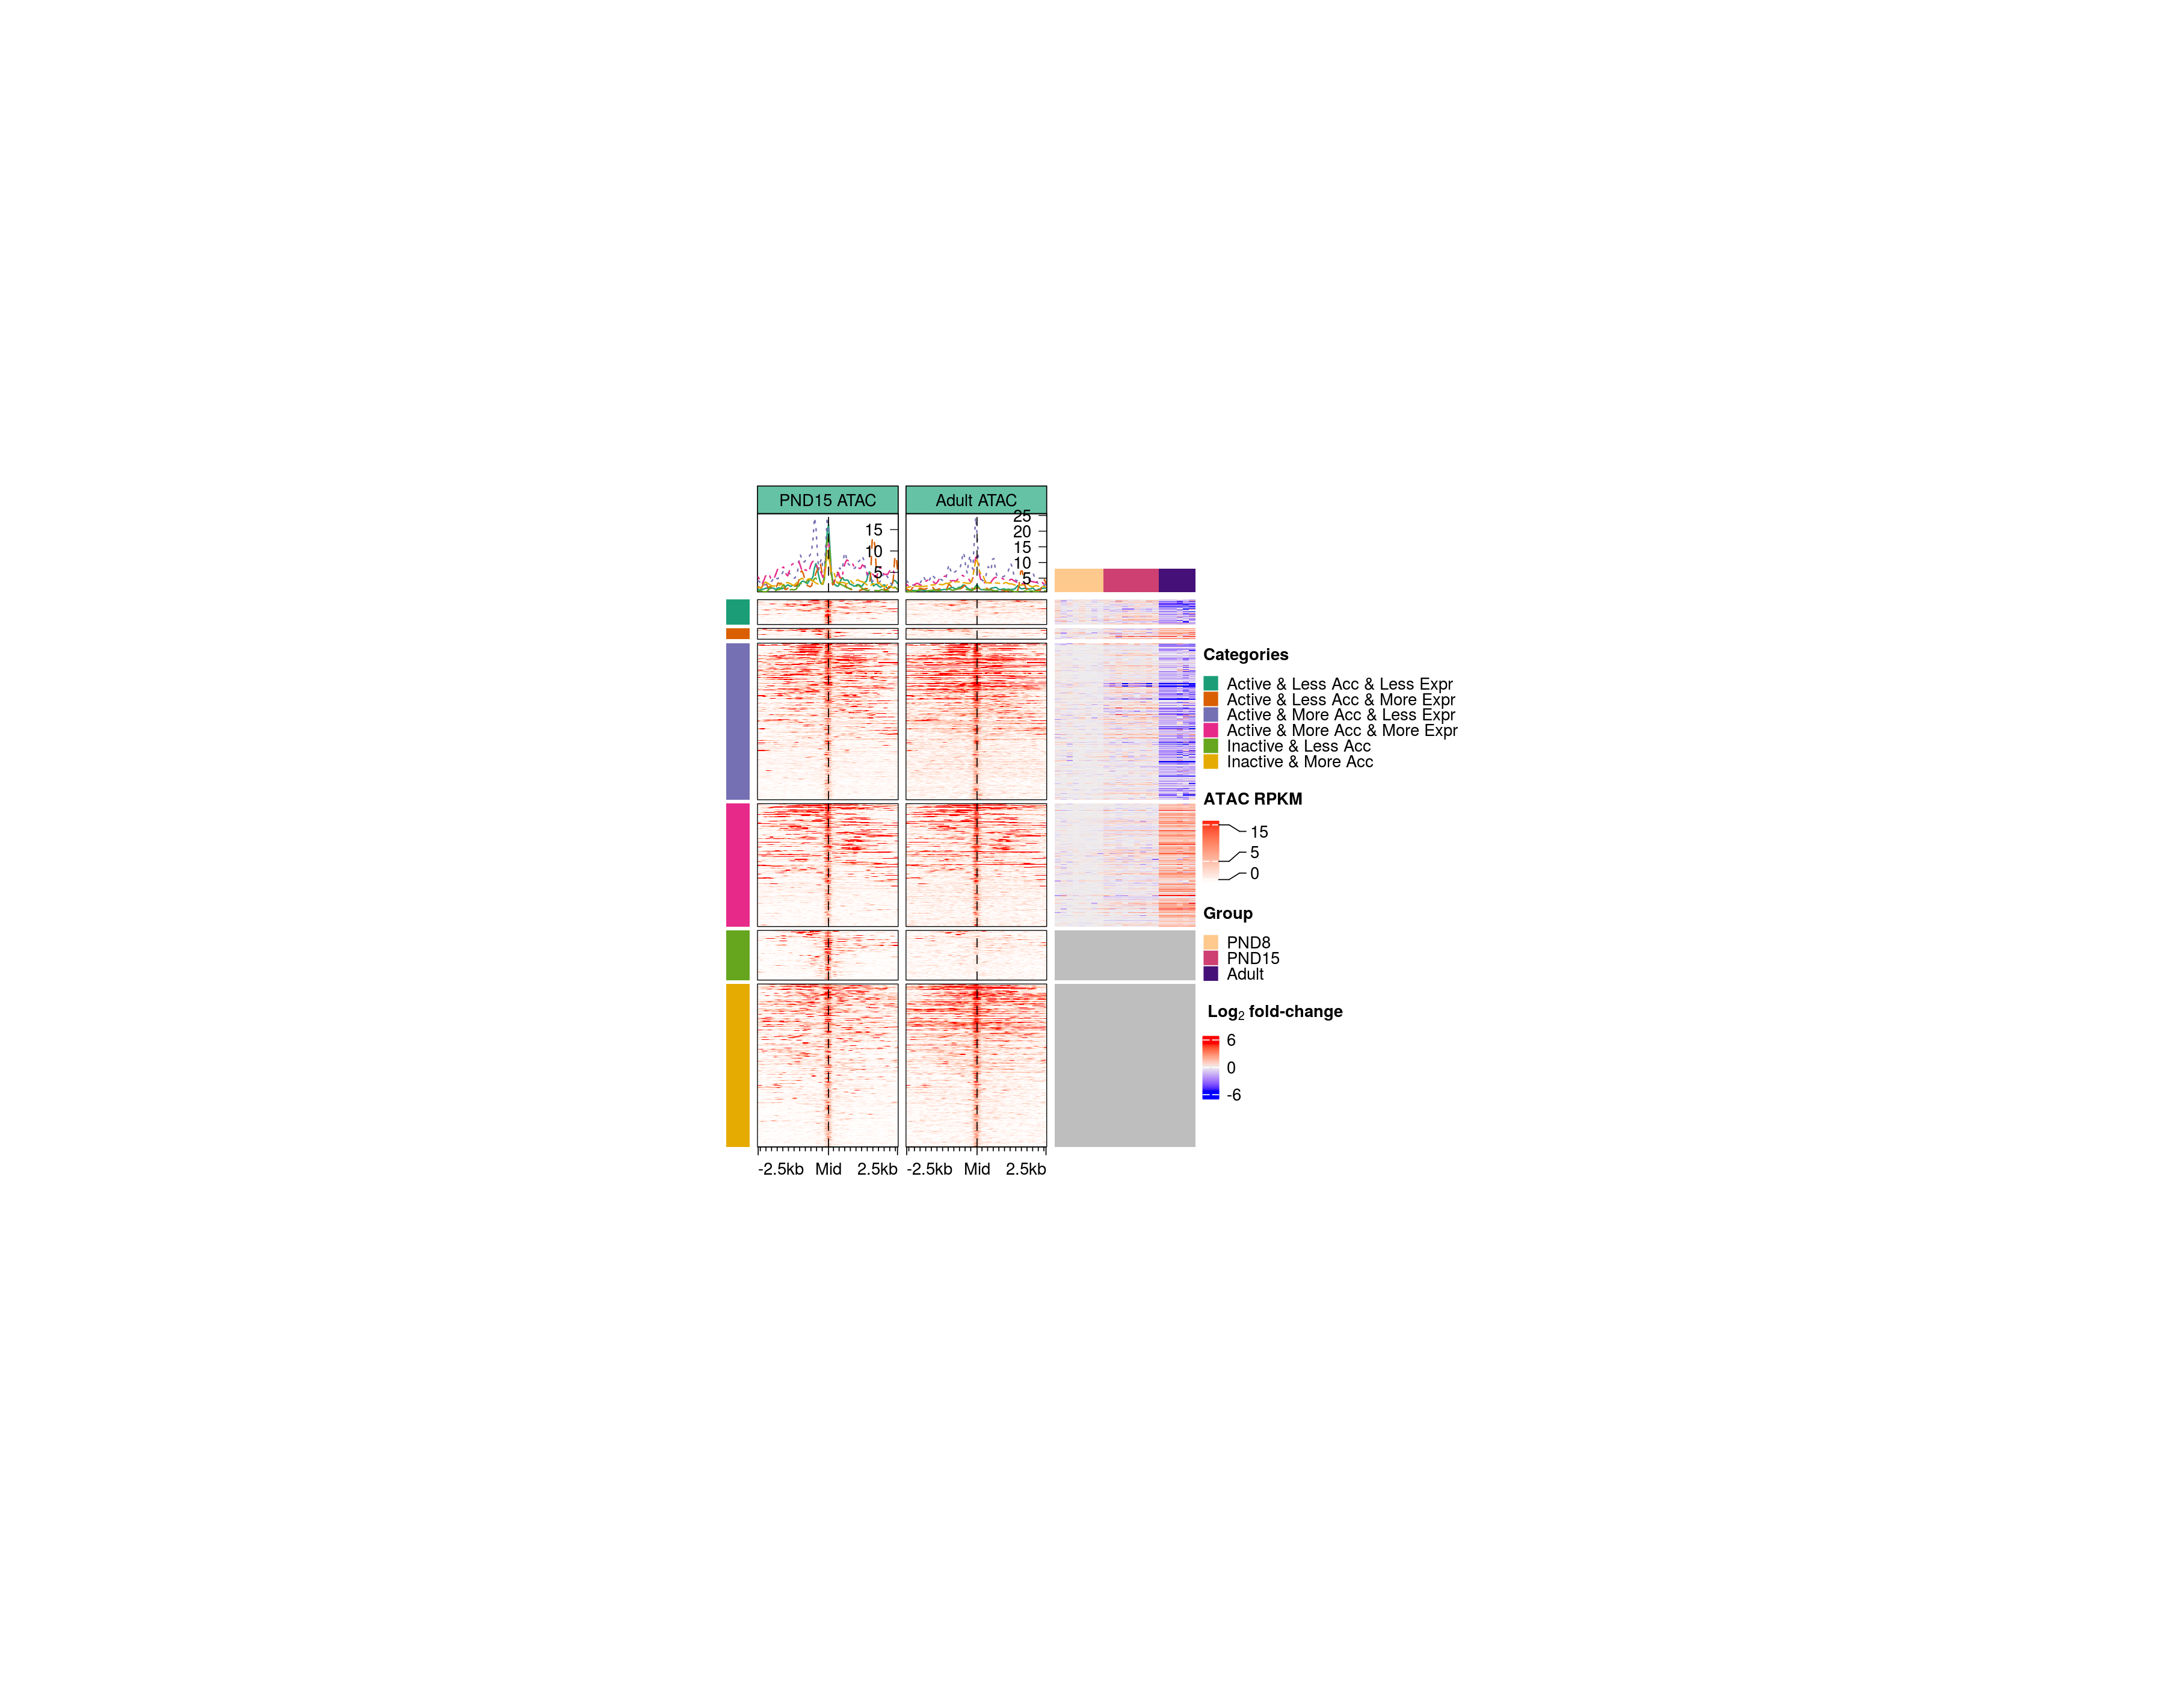 PND15 ATAC
Adult ATAC
15
10
5
25
20
15
10
5
Categories
Active & Less Acc & Less Expr
Active & Less Acc & More Expr
Active & More Acc & Less Expr
Active & More Acc & More Expr
Inactive & Less Acc
Inactive & More Acc
ATAC RPKM
15
5
0
Group
PND8
PND15
Adult
Log2 fold-change
6
0
-6
-2.5kb Mid 2.5kb
-2.5kb Mid 2.5kb